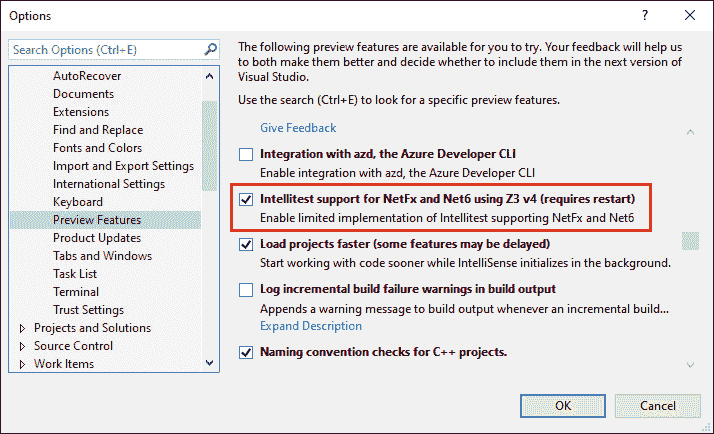 Options
Search Options (Ctrl+E)
AutoRecover
Documents
Extensions
Find and Replace
Fonts and Colors
Import and Export Settings
International Settings
Keyboard
Preview Features
Product Updates
Tabs and Windows
Task List
Terminal
Trust Settings
Projects and Solutions
Source Control
Work Items
The following preview features are available for you to try. Your feedback will help us
to both make them better and decide whether to include them in the next version of
Visual Studio.
Use the search (Ctrl+E) to look for a specific preview features.
Give Feedback
Integration with azd, the Azure Developer CLI
Enable integration with azd, the Azure Developer CLI
Intellitest support for NetFx and Net6 using Z3 v4 (requires restart)
Enable limited implementation of Intellitest supporting NetFx and Net6
Load projects faster (some features may be delayed)
Start working with code sooner while IntelliSense initializes in the background.
Log incremental build failure warnings in build output
Appends a warning message to build output whenever an incremental build...
Expand Description
Naming convention checks for C++ projects.
OK
Cancel